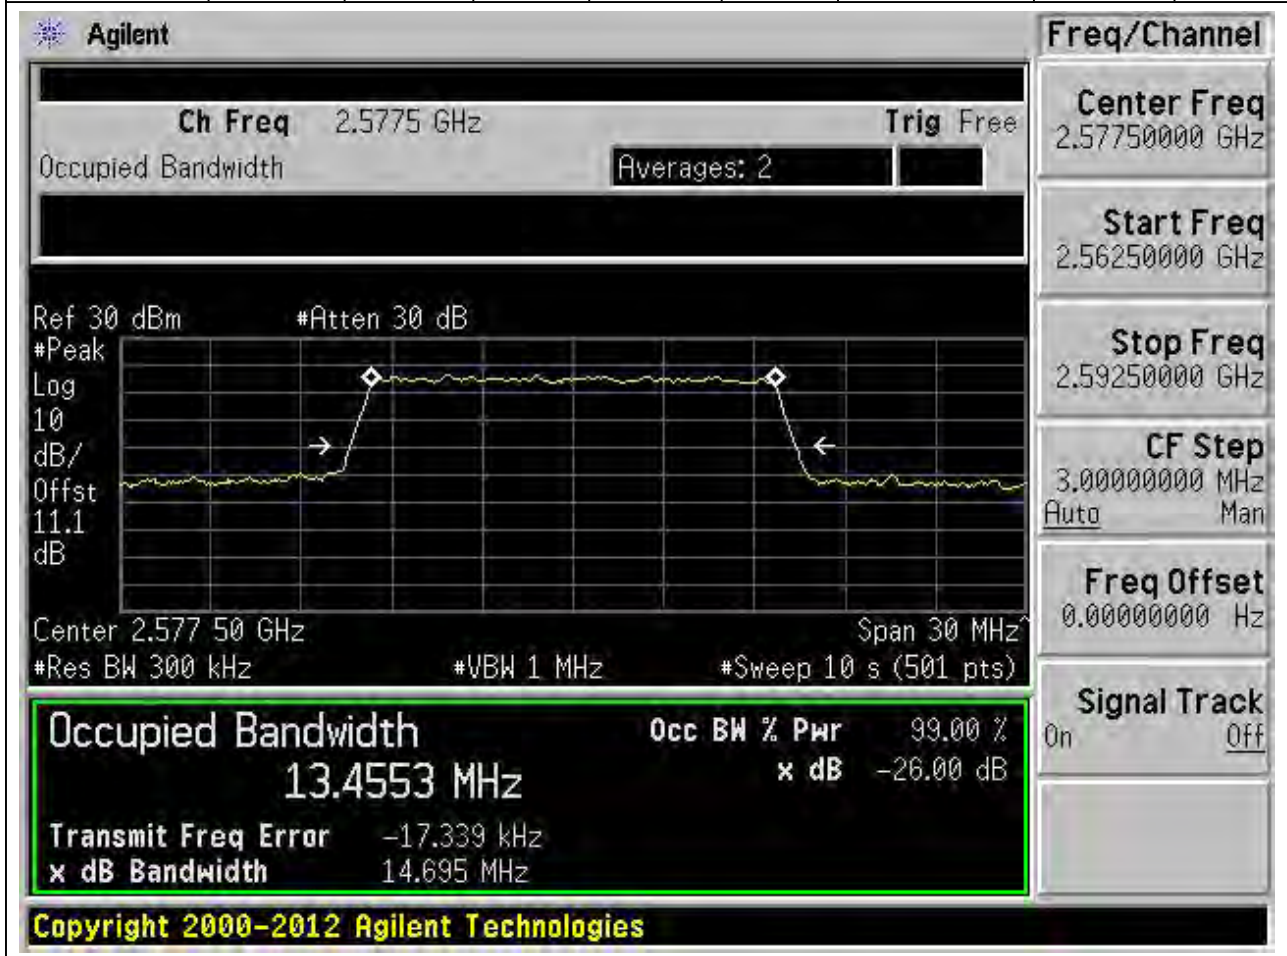 Agilent
Freq/Channel
Ch Freq 2.5775 GHz Trig Free
Occupied Bandwidth Averages: 2
Center Freq
2.57750000 GHz
Start Freq
2.56250000 GHz
Stop Freq
2.59250000 GHz
CF Step
3.00000000 MHz
Auto Man
Freq Offset
0.00000000 Hz
Signal Track
On Off
Ref 30 dBm #Atten 30 dB
#Peak
Log
10
dB/
Offst
11.1
dB
Center 2.577 50 GHz Span 30 MHz^
#Res BW 300 kHz #VBW 1 MHz #Sweep 10 s (501 pts)
Occupied Bandwidth Occ BW % Pwr 99.00 %
13.4553 MHz x dB -26.00 dB
Transmit Freq Error -17.339 kHz
x dB Bandwidth 14.695 MHz
Copyright 2000-2012 Agilent Technologies